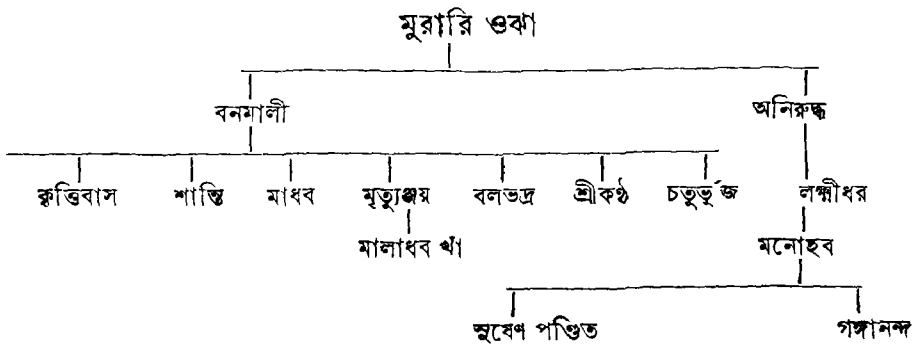 মুরারি ওঝা
বনমালী অনিরুদ্ধ
কৃত্তিবাস শান্তি মাধব মৃত্যুঞ্জয় বলভদ্র শ্রীকণ্ঠ চতুর্ভুজ লক্ষ্মীধর
মালাধব খাঁ মনোহব
সুষেণ পণ্ডিত গঙ্গানন্দ